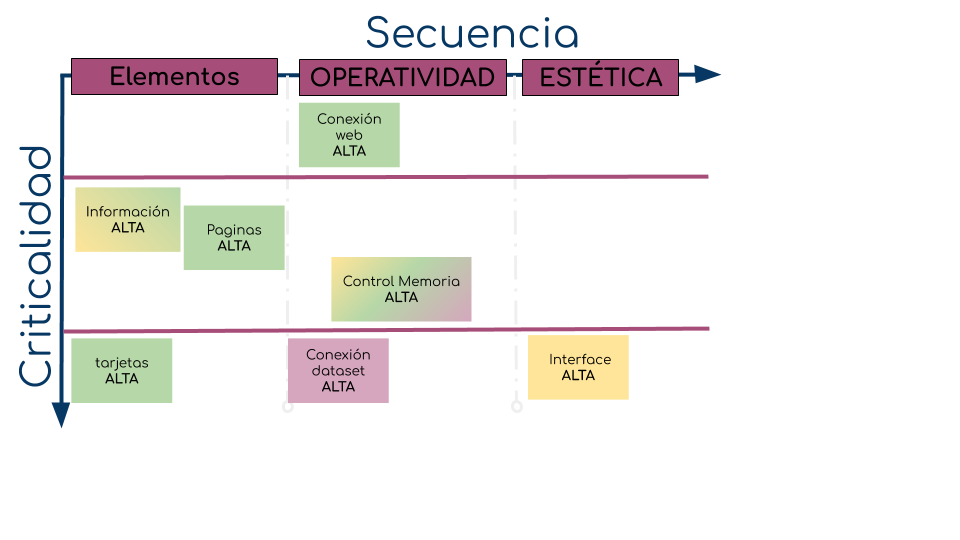 Secuencia
Elementos
OPERATIVIDAD
ESTÉTICA
Criticalidad
Conexión
web
ALTA
Información
ALTA
Paginas
ALTA
Control Memoria
ALTA
tarjetas
ALTA
Conexión
dataset
ALTA
Interface
ALTA